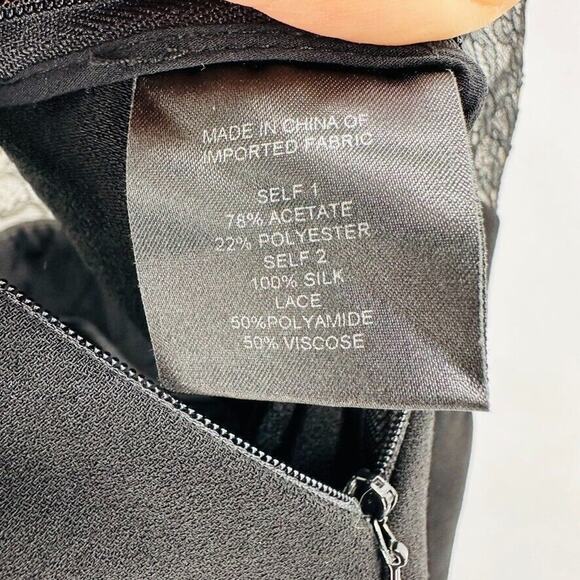 MADE IN CHINA OF
IMPORTED FABRIC
SELF 1
78% ACETATE
22% POLYESTER
SELF 2
100% SILK
LACE
50%POLYAMIDE
50% VISCOSE